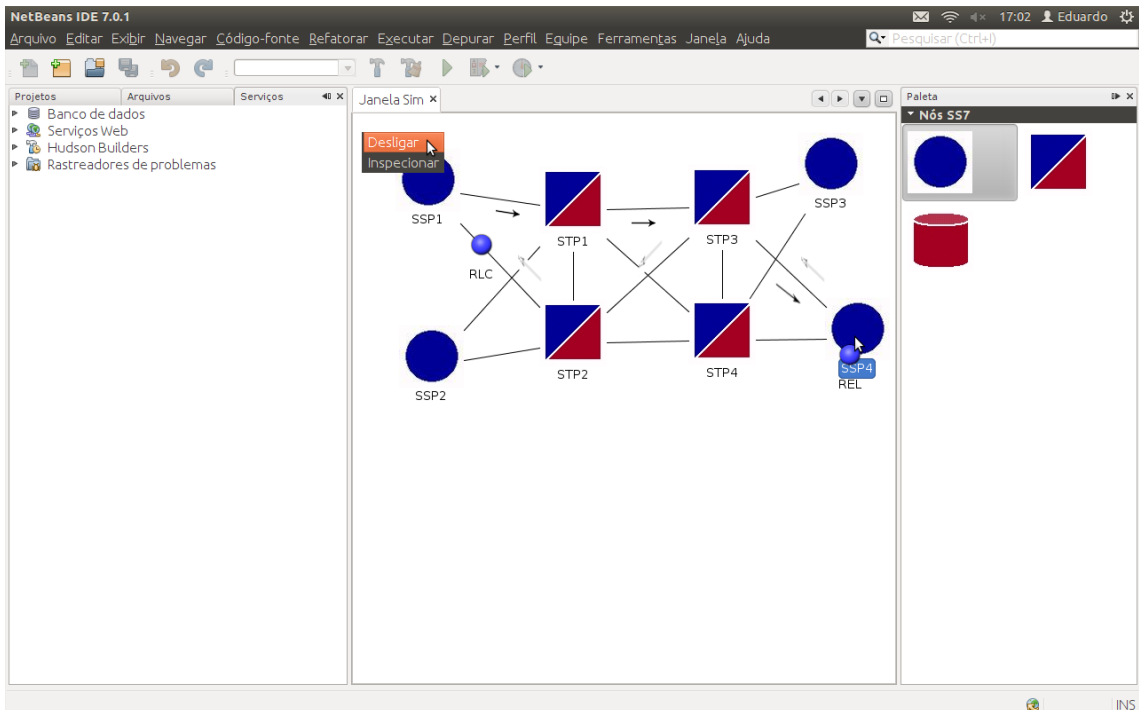 NetBeans IDE 7.0.1
17:02 Eduardo
Arquivo Editar Exibir Navegar Código-fonte Refatorar Executar Depurar Perfil Equipe Ferramentas Janela Ajuda
Pesquisar (Ctrl+I)
Projetos Arquivos Serviços
Banco de dados
Serviços Web
Hudson Builders
Rastreadores de problemas
Janela Sim
Desligar
Inspecionar
SSP1
STP1
STP3
SSP3
RLC
SSP2
STP2
STP4
SSP4
REL
Paleta
Nós SS7
INS